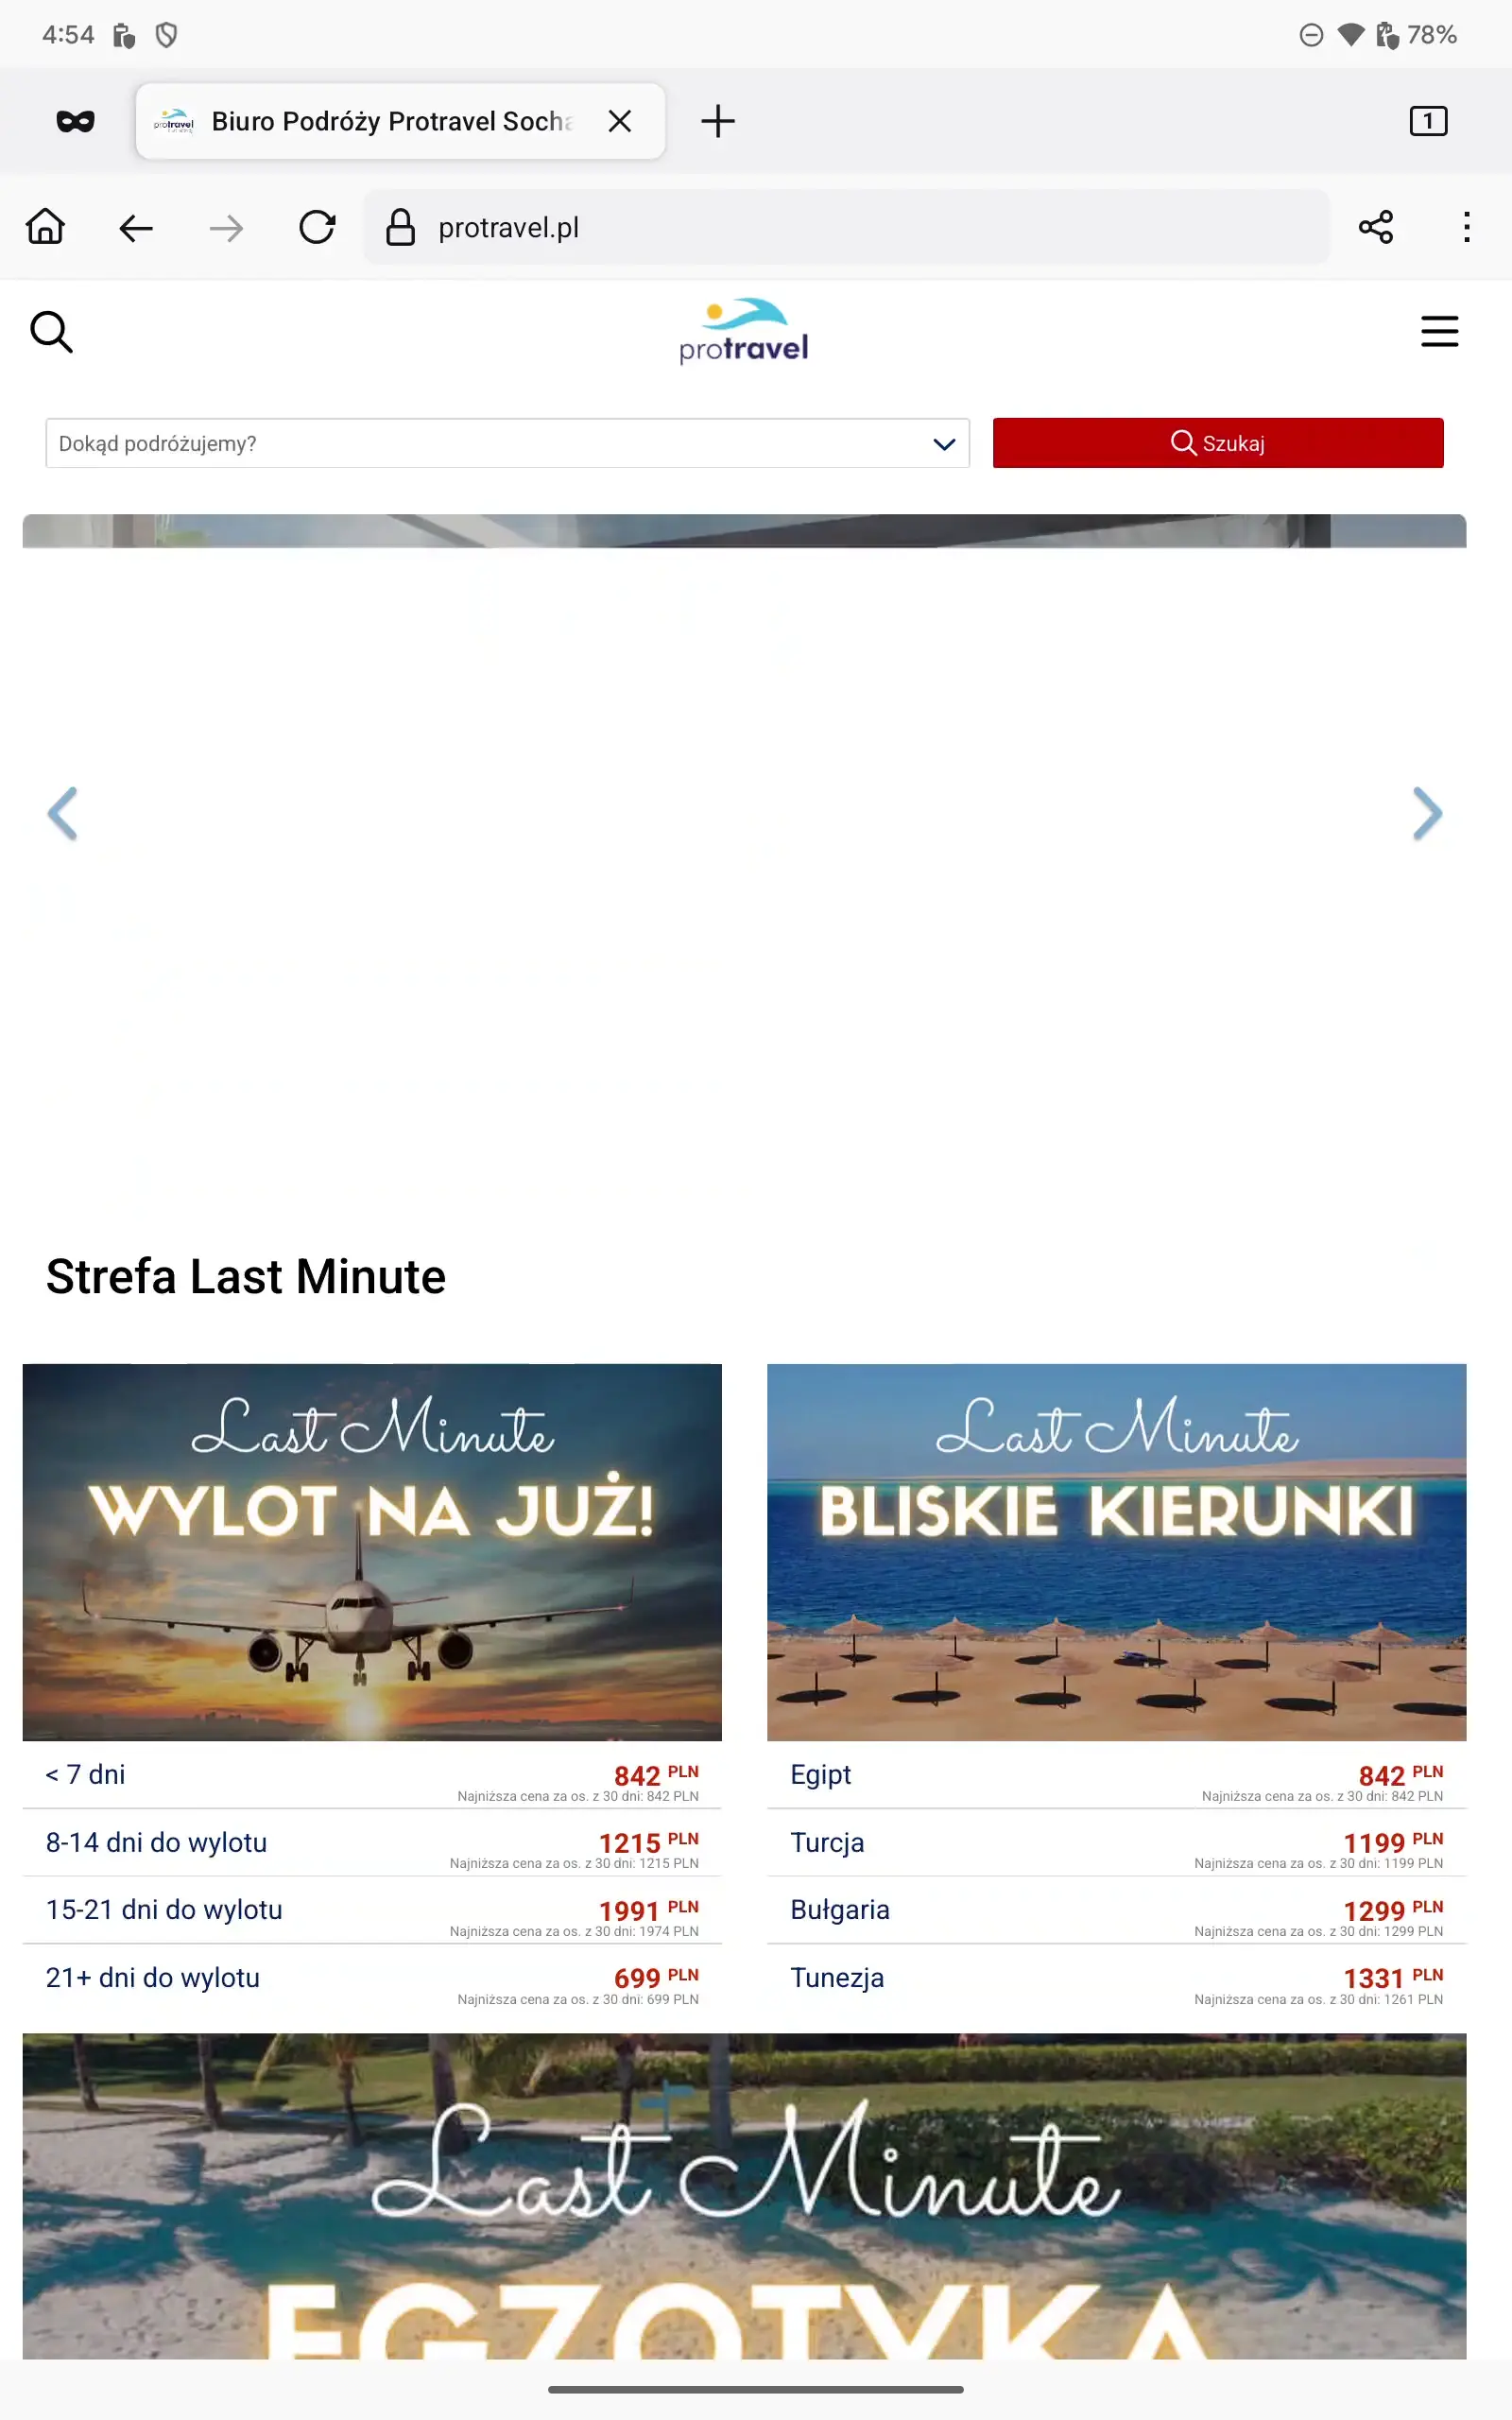 4:54
78%
Biuro Podróży Protravel Socha
1
protravel.pl
protravel
Dokąd podróżujemy?
Szukaj
Strefa Last Minute
Last Minute
WYLOT NA JUŻ!
< 7 dni
842 PLN
Najniższa cena za os. z 30 dni: 842 PLN
8-14 dni do wylotu
1215 PLN
Najniższa cena za os. z 30 dni: 1215 PLN
15-21 dni do wylotu
1991 PLN
Najniższa cena za os. z 30 dni: 1974 PLN
21+ dni do wylotu
699 PLN
Najniższa cena za os. z 30 dni: 699 PLN
Last Minute
BLISKIE KIERUNKI
Egipt
842 PLN
Najniższa cena za os. z 30 dni: 842 PLN
Turcja
1199 PLN
Najniższa cena za os. z 30 dni: 1199 PLN
Bułgaria
1299 PLN
Najniższa cena za os. z 30 dni: 1299 PLN
Tunezja
1331 PLN
Najniższa cena za os. z 30 dni: 1261 PLN
Last Minute
EGZOTYKA